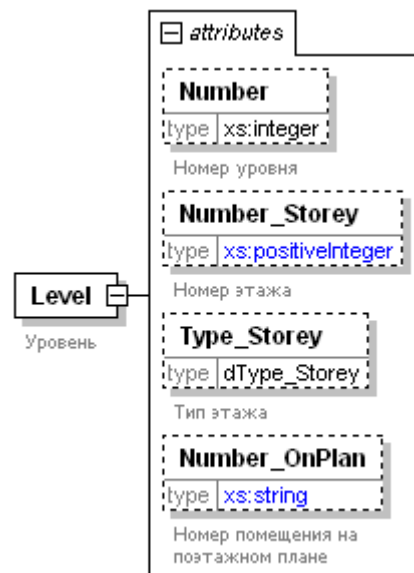 attributes
Number
type xs:integer
Номер уровня
Number_Storey
type xs:positiveInteger
Номер этажа
Level
Уровень
Type_Storey
type dType_Storey
Тип этажа
Number_OnPlan
type xs:string
Номер помещения на
поэтажном плане